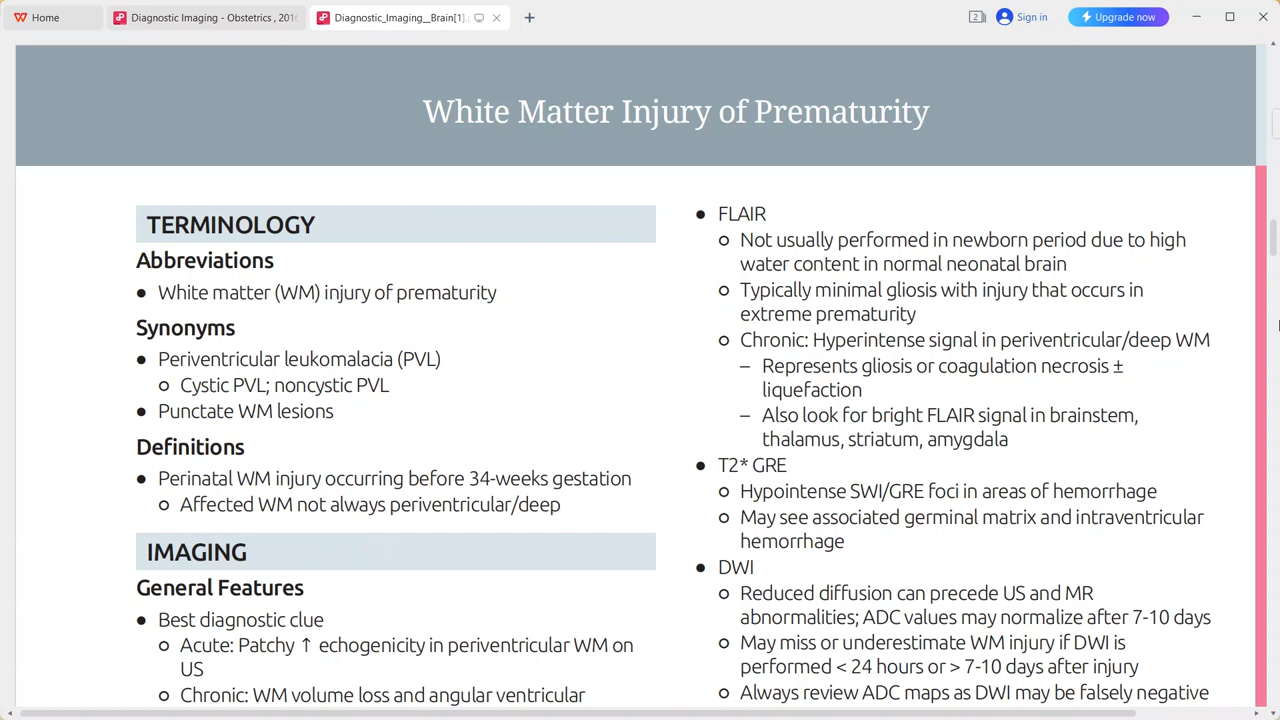 Home
Diagnostic Imaging - Obstetrics , 201
Diagnostic_Imaging__Brain[1].
2
Sign in
Upgrade now
White Matter Injury of Prematurity
TERMINOLOGY
Abbreviations
• White matter (WM) injury of prematurity
Synonyms
• Periventricular leukomalacia (PVL)
○ Cystic PVL; noncystic PVL
• Punctate WM lesions
Definitions
• Perinatal WM injury occurring before 34-weeks gestation
○ Affected WM not always periventricular/deep
IMAGING
General Features
• Best diagnostic clue
○ Acute: Patchy ↑ echogenicity in periventricular WM on
US
○ Chronic: WM volume loss and angular ventricular
• FLAIR
○ Not usually performed in newborn period due to high
water content in normal neonatal brain
○ Typically minimal gliosis with injury that occurs in
extreme prematurity
○ Chronic: Hyperintense signal in periventricular/deep WM
– Represents gliosis or coagulation necrosis ±
liquefaction
– Also look for bright FLAIR signal in brainstem,
thalamus, striatum, amygdala
• T2* GRE
○ Hypointense SWI/GRE foci in areas of hemorrhage
○ May see associated germinal matrix and intraventricular
hemorrhage
• DWI
○ Reduced diffusion can precede US and MR
abnormalities; ADC values may normalize after 7-10 days
○ May miss or underestimate WM injury if DWI is
performed < 24 hours or > 7-10 days after injury
○ Always review ADC maps as DWI may be falsely negative